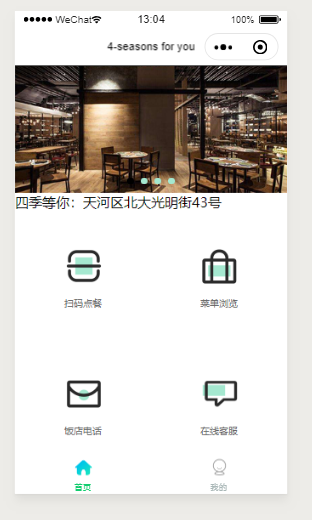 WeChat 13:04 100%
4-seasons for you
四季等你：天河区北大光明街43号
扫码点餐 菜单浏览
饭店电话 在线客服
首页 我的